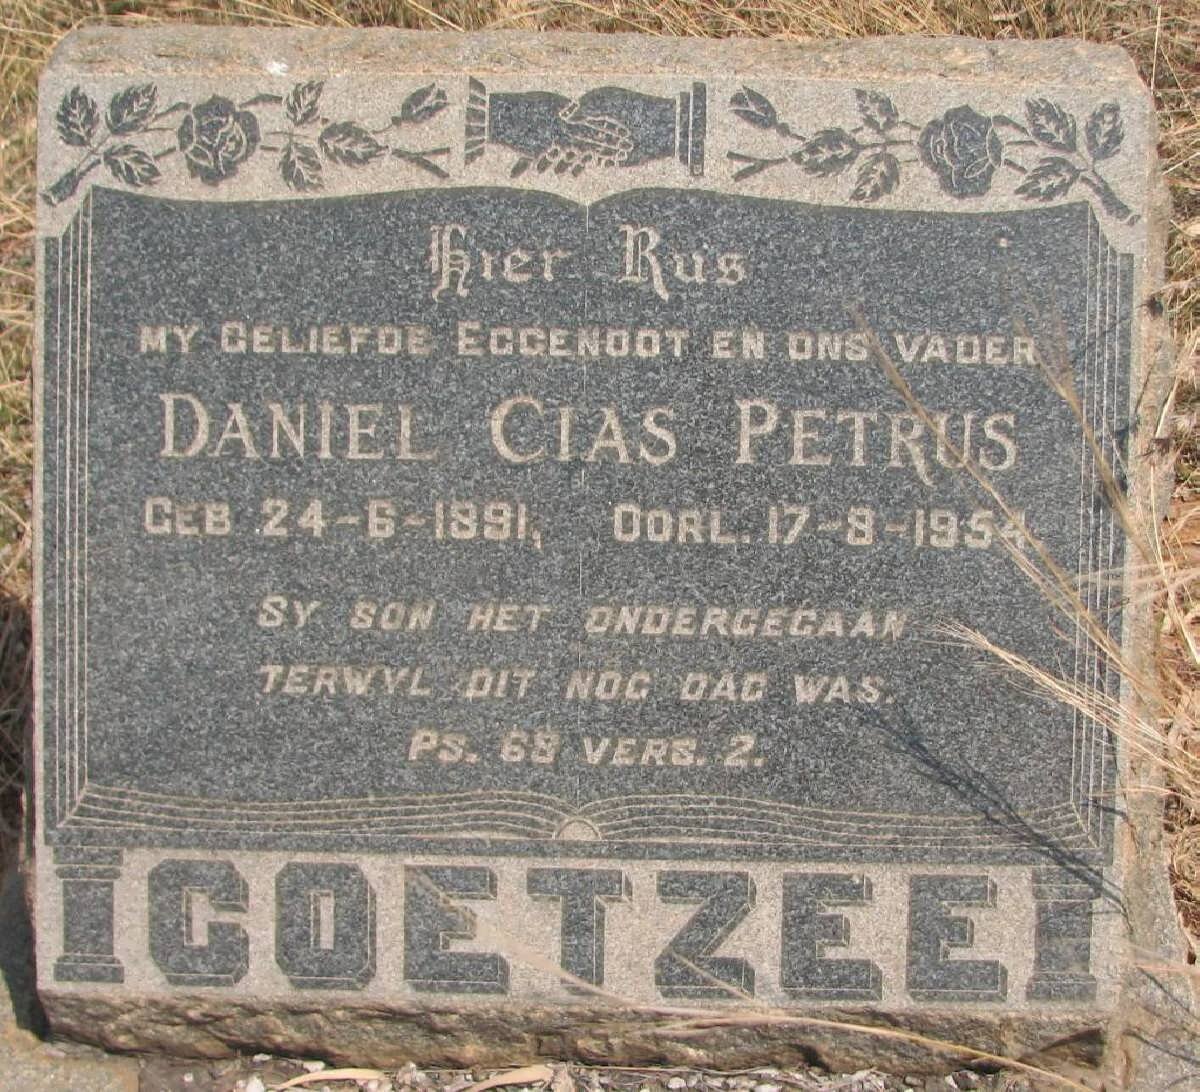 Hier Rus
MY GELIEFDE EGGENOOT EN ONS VADER
DANIEL CIAS PETRUS
GEB 24-6-1891, OORL. 17-8-1954
SY SON HET ONDERGEGAAN
TERWYL DIT NOG DAG WAS.
PS. 68 VERS. 2.
COETZEE